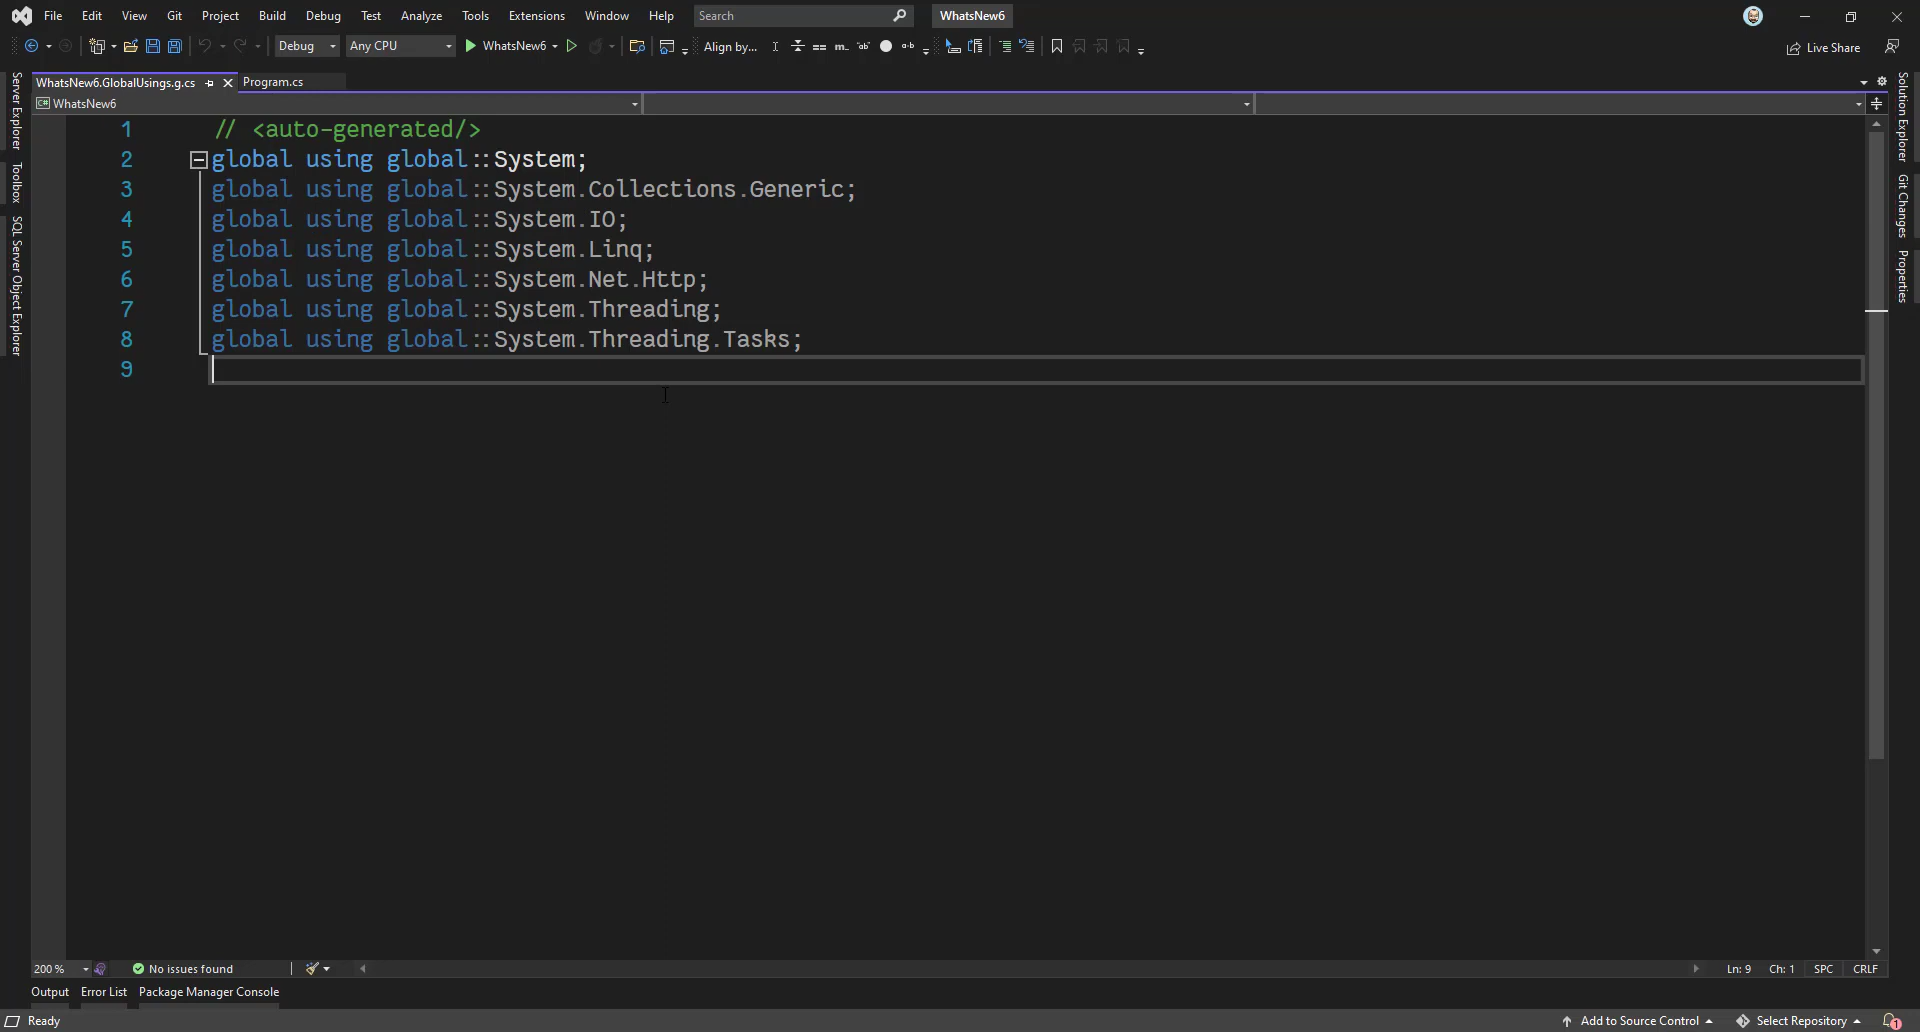 File Edit View Git Project Build Debug Test Analyze Tools Extensions Window Help Search WhatsNew6
Debug Any CPU WhatsNew6 Align by... Live Share
WhatsNew6.GlobalUsings.g.cs Program.cs
WhatsNew6
Server Explorer
Toolbox
SQL Server Object Explorer
1 // <auto-generated/>
2 global using global::System;
3 global using global::System.Collections.Generic;
4 global using global::System.IO;
5 global using global::System.Linq;
6 global using global::System.Net.Http;
7 global using global::System.Threading;
8 global using global::System.Threading.Tasks;
9
Solution Explorer
Git Changes
Properties
200 % No issues found Ln: 9 Ch: 1 SPC CRLF
Output Error List Package Manager Console
Ready Add to Source Control Select Repository 1